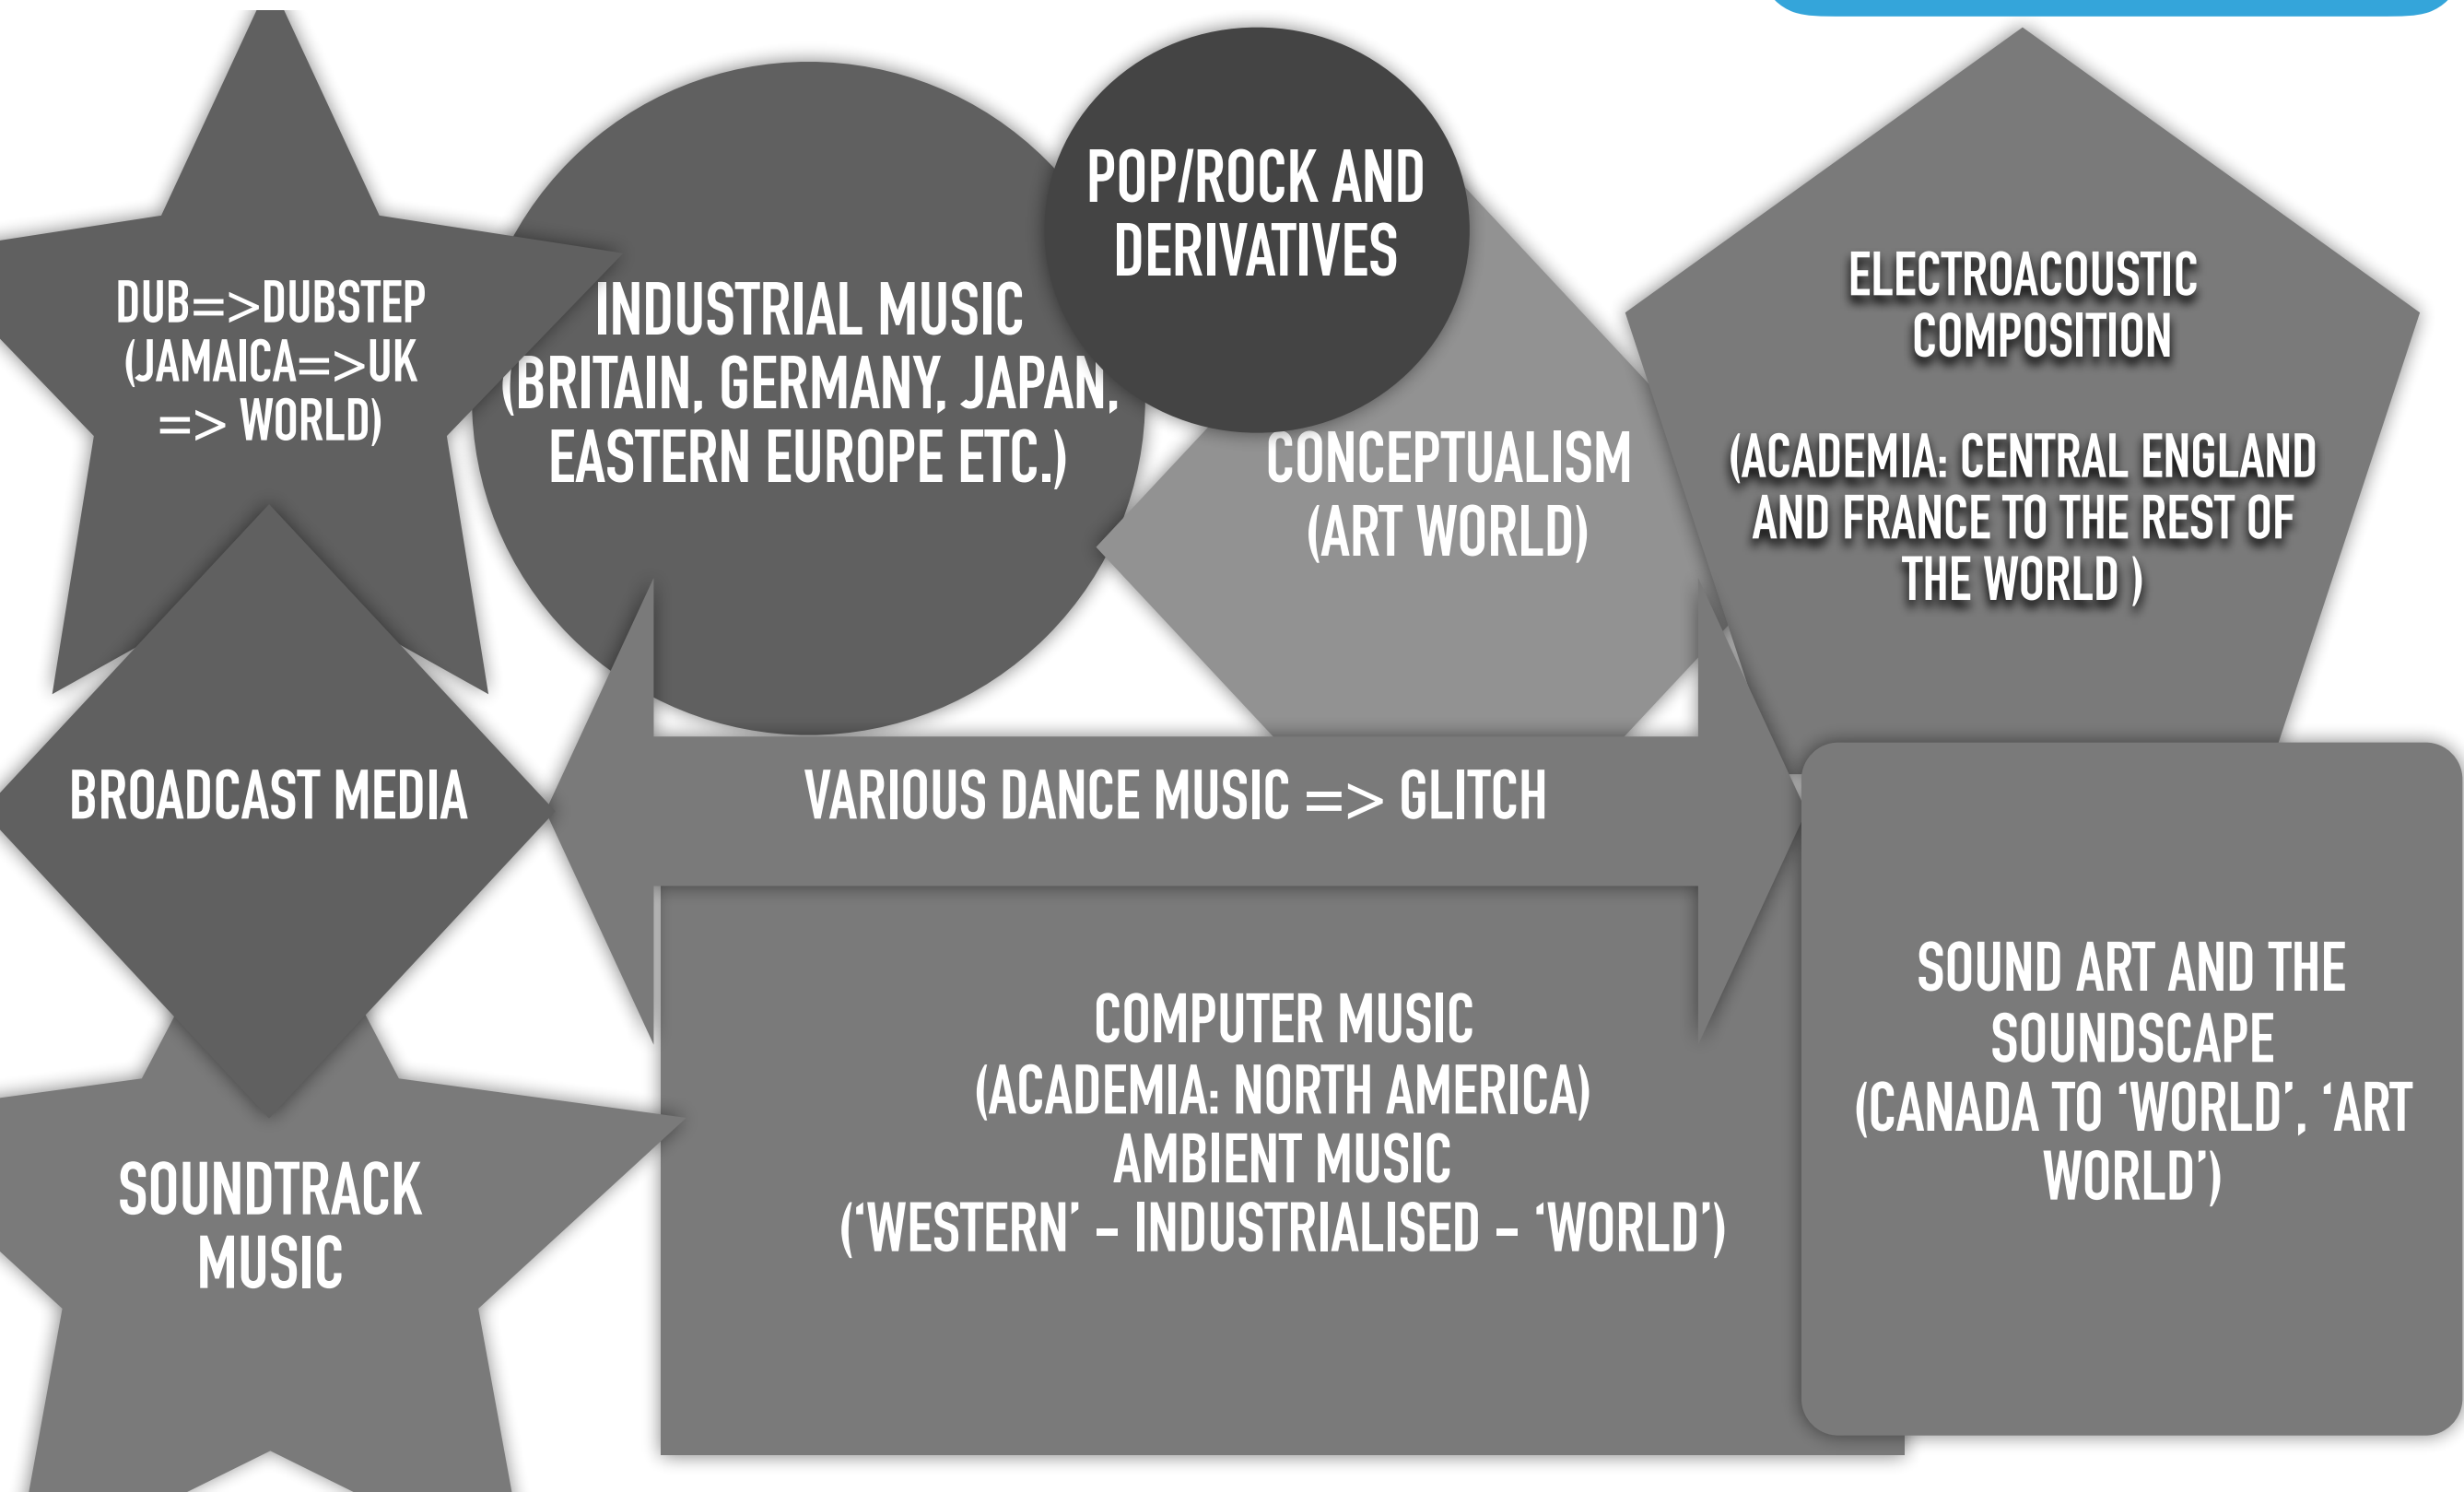 DUB=>DUBSTEP
(JAMAICA=>UK
=> WORLD)
INDUSTRIAL MUSIC
(BRITAIN, GERMANY, JAPAN,
EASTERN EUROPE ETC.)
POP/ROCK AND
DERIVATIVES
CONCEPTUALISM
(ART WORLD)
ELECTROACOUSTIC
COMPOSITION
(ACADEMIA: CENTRAL ENGLAND
AND FRANCE TO THE REST OF
THE WORLD )
BROADCAST MEDIA
VARIOUS DANCE MUSIC => GLITCH
SOUNDTRACK
MUSIC
COMPUTER MUSIC
(ACADEMIA: NORTH AMERICA)
AMBIENT MUSIC
(‘WESTERN’ – INDUSTRIALISED – ‘WORLD’)
SOUND ART AND THE
SOUNDSCAPE
(CANADA TO ‘WORLD’, ‘ART
WORLD’)